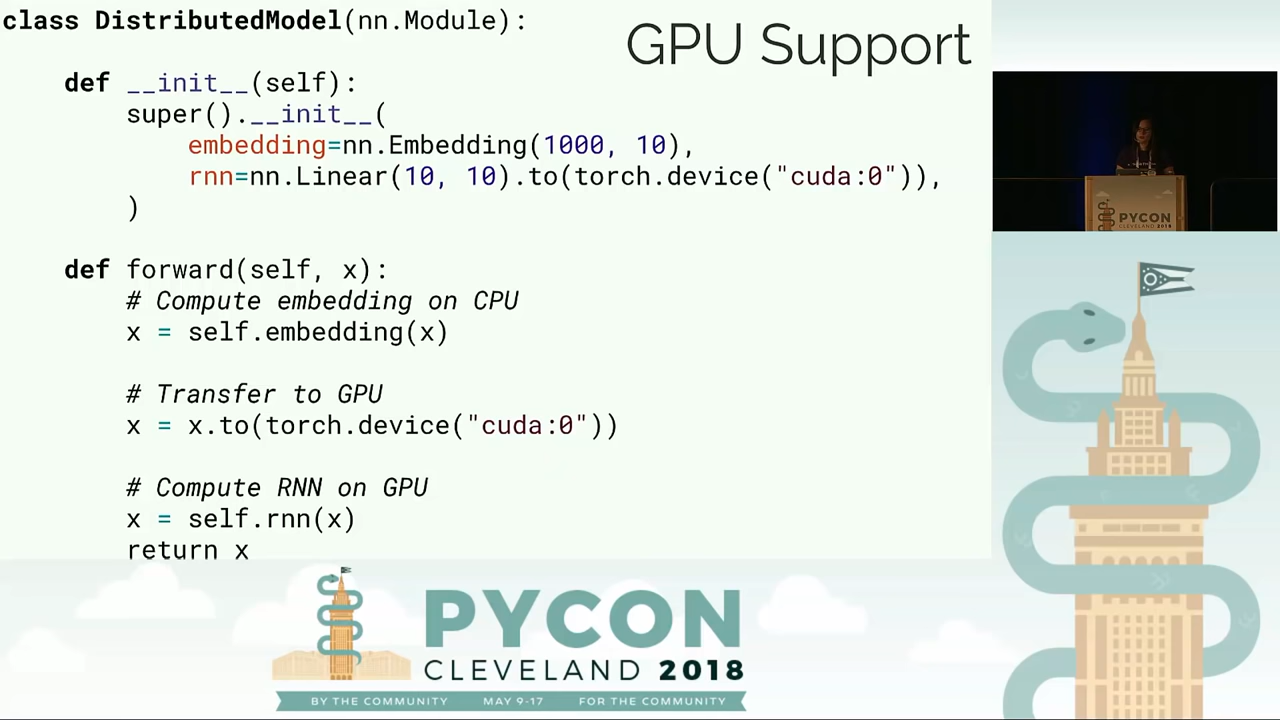 class DistributedModel(nn.Module):
GPU Support
def __init__(self):
super().__init__(
embedding=nn.Embedding(1000, 10),
rnn=nn.Linear(10, 10).to(torch.device("cuda:0")),
)
def forward(self, x):
# Compute embedding on CPU
x = self.embedding(x)
# Transfer to GPU
x = x.to(torch.device("cuda:0"))
# Compute RNN on GPU
x = self.rnn(x)
return x
PYCON
CLEVELAND 2018
PYCON
CLEVELAND 2018
BY THE COMMUNITY MAY 9-17 FOR THE COMMUNITY